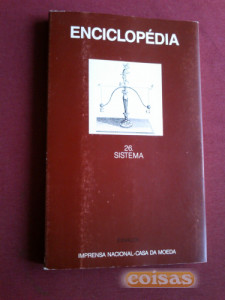 ENCICLOPÉDIA
26.
SISTEMA
IMPRENSA NACIONAL-CASA DA MOEDA
coisas